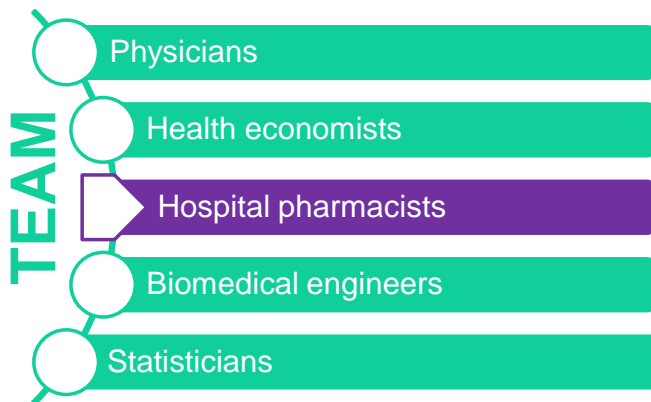 TEAM
Physicians
Health economists
Hospital pharmacists
Biomedical engineers
Statisticians